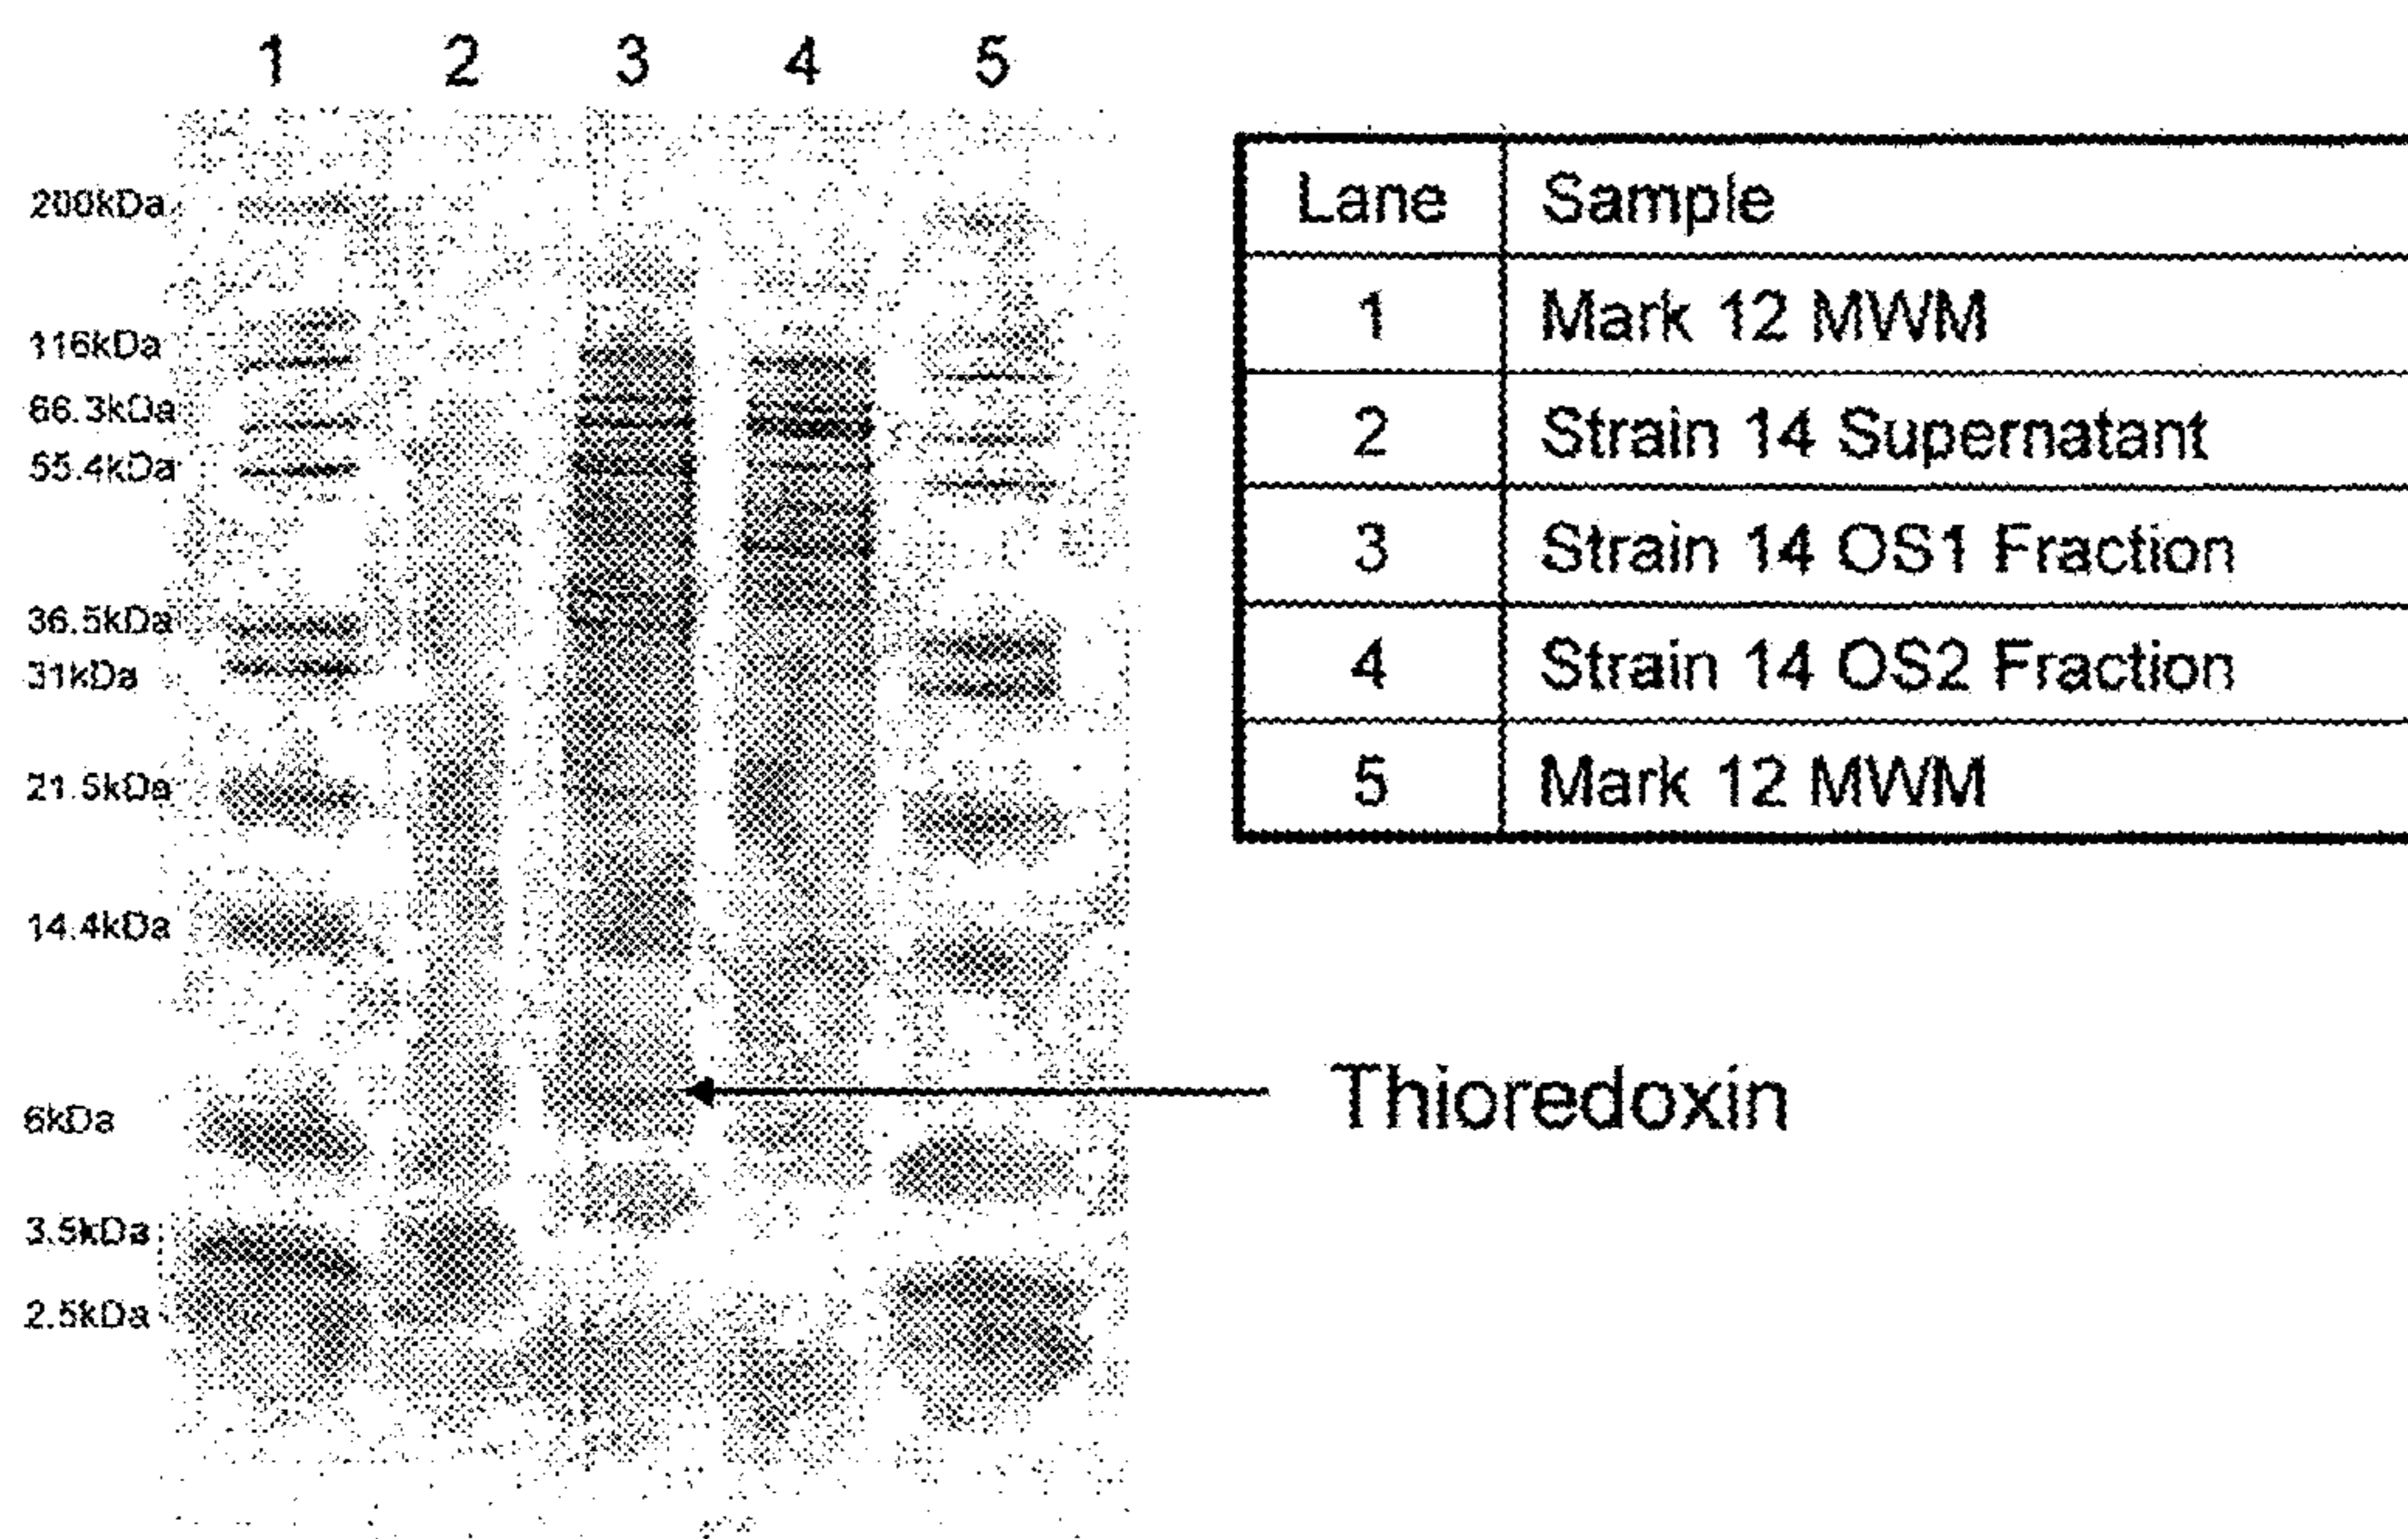 1 2 3 4 5
200kDa
116kDa
66.3kDa
55.4kDa
36.5kDa
31kDa
21.5kDa
14.4kDa
6kDa
3.5kDa
2.5kDa
Lane Sample
1 Mark 12 MWM
2 Strain 14 Supernatant
3 Strain 14 OS1 Fraction
4 Strain 14 OS2 Fraction
5 Mark 12 MWM
Thioredoxin